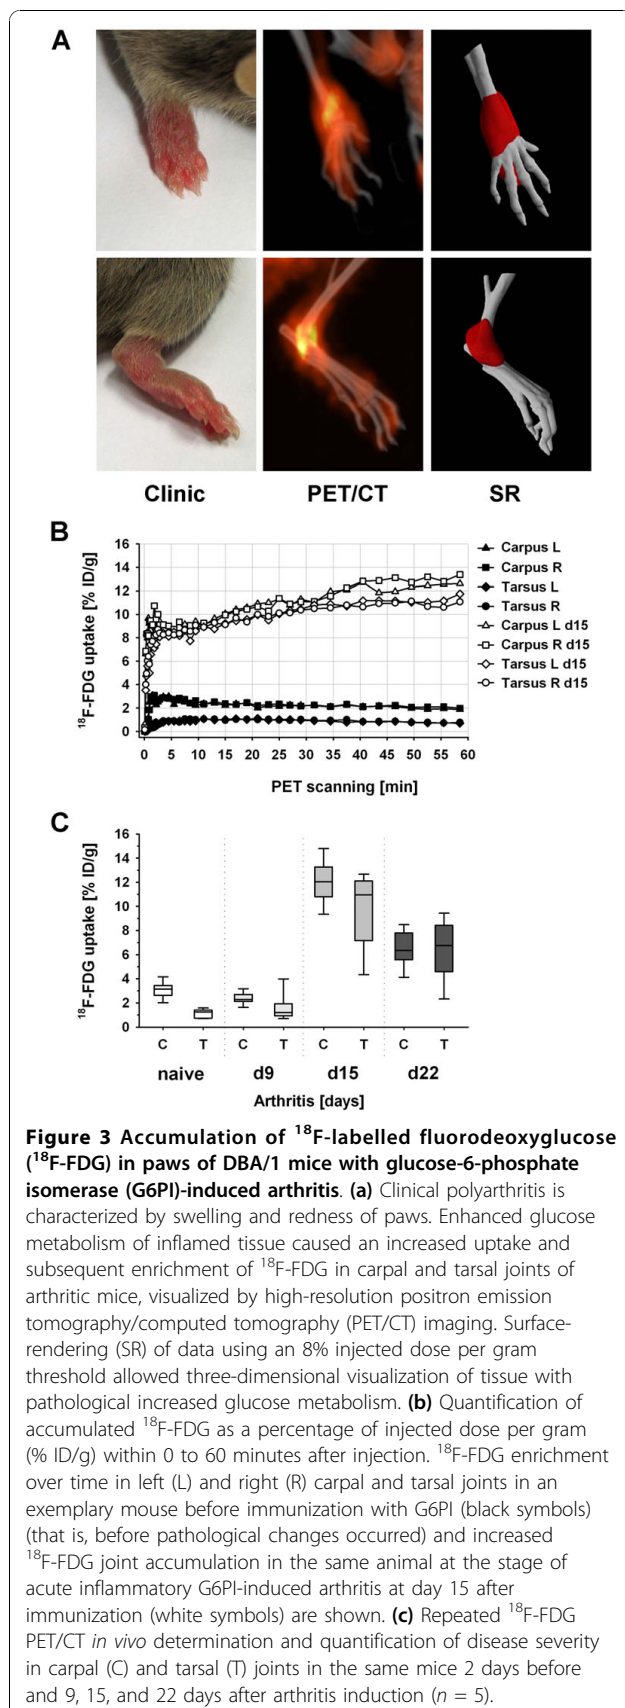 A
Clinic PET/CT SR
B
¹⁸F-FDG uptake [% ID/g]
16
14
12
10
8
6
4
2
0
0 5 10 15 20 25 30 35 40 45 50 55 60
PET scanning [min]
Carpus L
Carpus R
Tarsus L
Tarsus R
Carpus L d15
Carpus R d15
Tarsus L d15
Tarsus R d15
C
¹⁸F-FDG uptake [% ID/g]
16
14
12
10
8
6
4
2
0
C T C T C T C T
naive d9 d15 d22
Arthritis [days]
Figure 3 Accumulation of ¹⁸F-labelled fluorodeoxyglucose
(¹⁸F-FDG) in paws of DBA/1 mice with glucose-6-phosphate
isomerase (G6PI)-induced arthritis. (a) Clinical polyarthritis is
characterized by swelling and redness of paws. Enhanced glucose
metabolism of inflamed tissue caused an increased uptake and
subsequent enrichment of ¹⁸F-FDG in carpal and tarsal joints of
arthritic mice, visualized by high-resolution positron emission
tomography/computed tomography (PET/CT) imaging. Surface-
rendering (SR) of data using an 8% injected dose per gram
threshold allowed three-dimensional visualization of tissue with
pathological increased glucose metabolism. (b) Quantification of
accumulated ¹⁸F-FDG as a percentage of injected dose per gram
(% ID/g) within 0 to 60 minutes after injection. ¹⁸F-FDG enrichment
over time in left (L) and right (R) carpal and tarsal joints in an
exemplary mouse before immunization with G6PI (black symbols)
(that is, before pathological changes occurred) and increased
¹⁸F-FDG joint accumulation in the same animal at the stage of
acute inflammatory G6PI-induced arthritis at day 15 after
immunization (white symbols) are shown. (c) Repeated ¹⁸F-FDG
PET/CT in vivo determination and quantification of disease severity
in carpal (C) and tarsal (T) joints in the same mice 2 days before
and 9, 15, and 22 days after arthritis induction (n = 5).